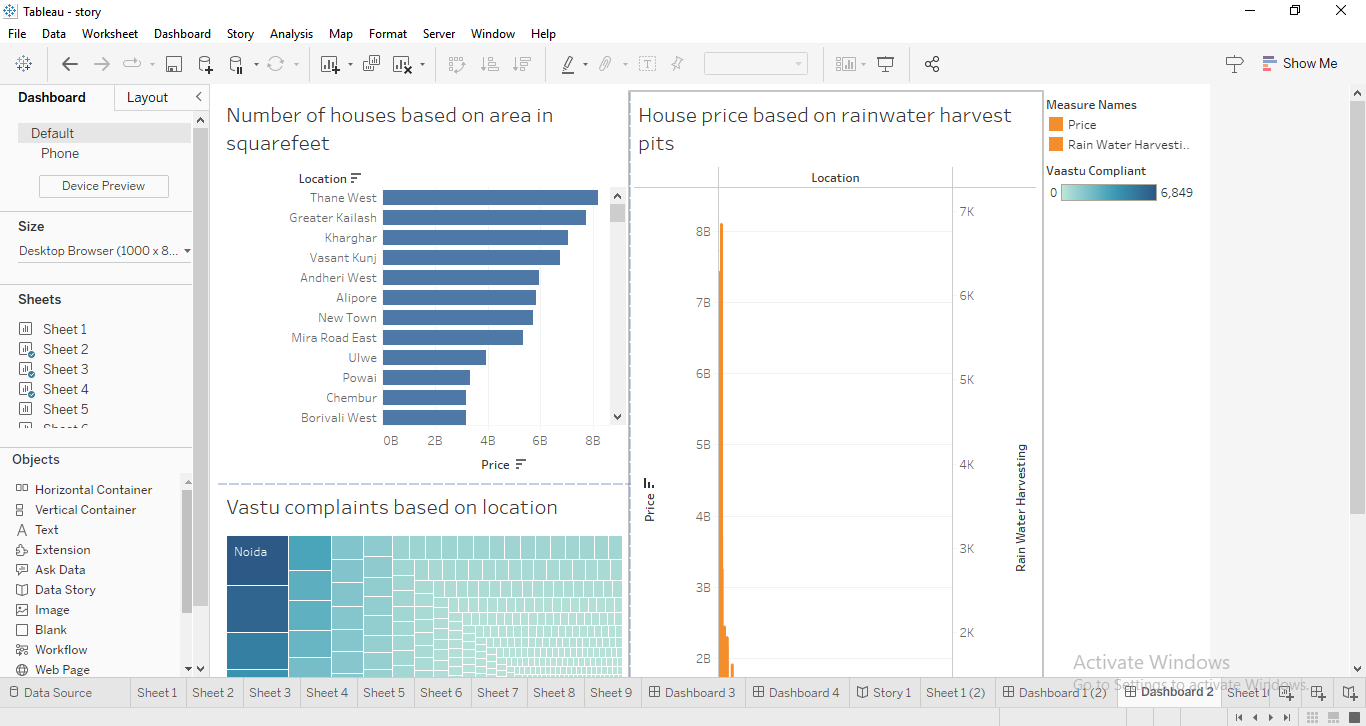 Tableau - story
File Data Worksheet Dashboard Story Analysis Map Format Server Window Help
Show Me
Dashboard Layout
Default
Phone
Device Preview
Size
Desktop Browser (1000 x 8...
Sheets
Sheet 1
Sheet 2
Sheet 3
Sheet 4
Sheet 5
Objects
Horizontal Container
Vertical Container
Text
Extension
Ask Data
Data Story
Image
Blank
Workflow
Web Page
Number of houses based on area in
squarefeet
Location
Thane West
Greater Kailash
Kharghar
Vasant Kunj
Andheri West
Alipore
New Town
Mira Road East
Ulwe
Powai
Chembur
Borivali West
0B 2B 4B 6B 8B
Price
Vastu complaints based on location
Noida
House price based on rainwater harvest
pits
Location
8B
7B
6B
5B
4B
3B
2B
Price
7K
6K
5K
4K
3K
2K
Rain Water Harvesting
Measure Names
Price
Rain Water Harvesti..
Vaastu Compliant
0 6,849
Activate Windows
Go to Settings to activate Windows.
Data Source Sheet 1 Sheet 2 Sheet 3 Sheet 4 Sheet 5 Sheet 6 Sheet 7 Sheet 8 Sheet 9 Dashboard 3 Dashboard 4 Story 1 Sheet 1 (2) Dashboard 1 (2) Dashboard 2